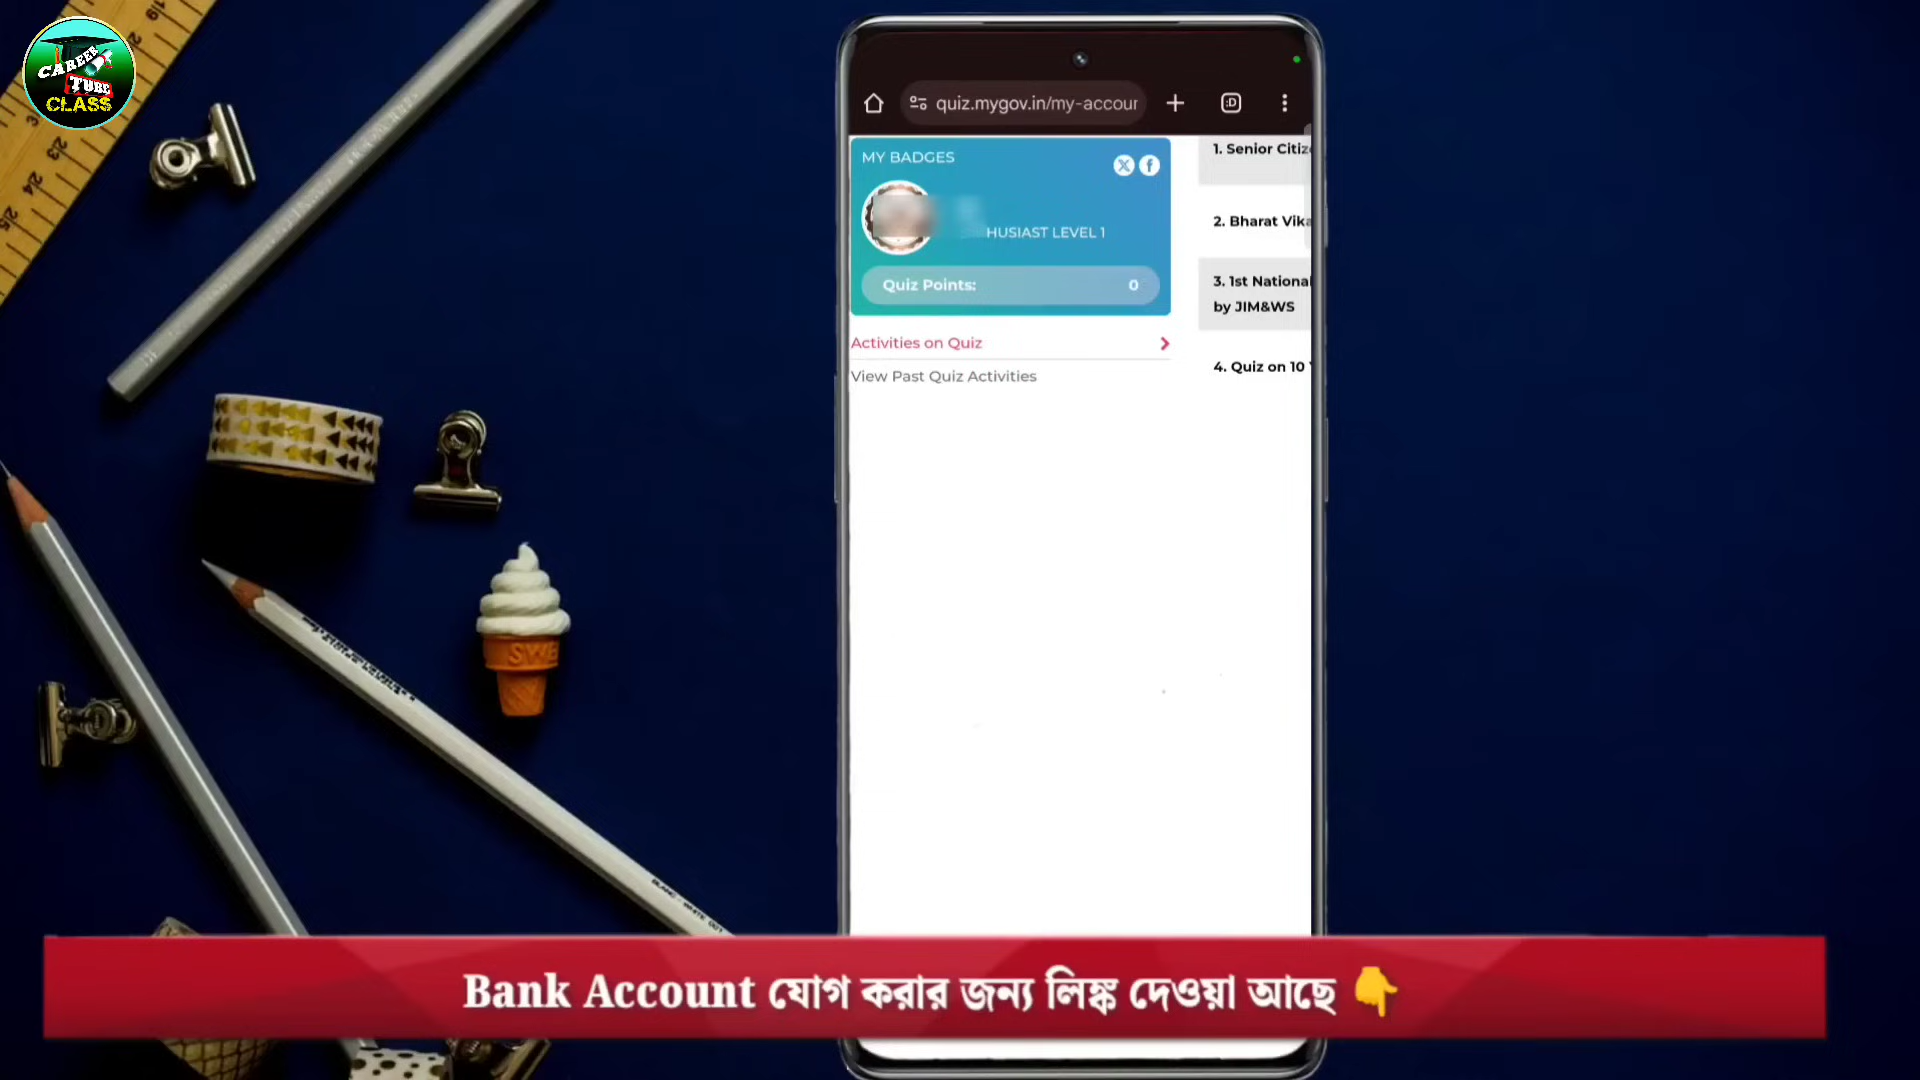 CAREER
TUBE
CLASS
quiz.mygov.in/my-accour
MY BADGES
HUSIAST LEVEL 1
Quiz Points: 0
Activities on Quiz
View Past Quiz Activities
1. Senior Citiz
2. Bharat Vika
3. 1st National
by JIM&WS
4. Quiz on 10
SWE
Bank Account যোগ করার জন্য লিঙ্ক দেওয়া আছে 👇